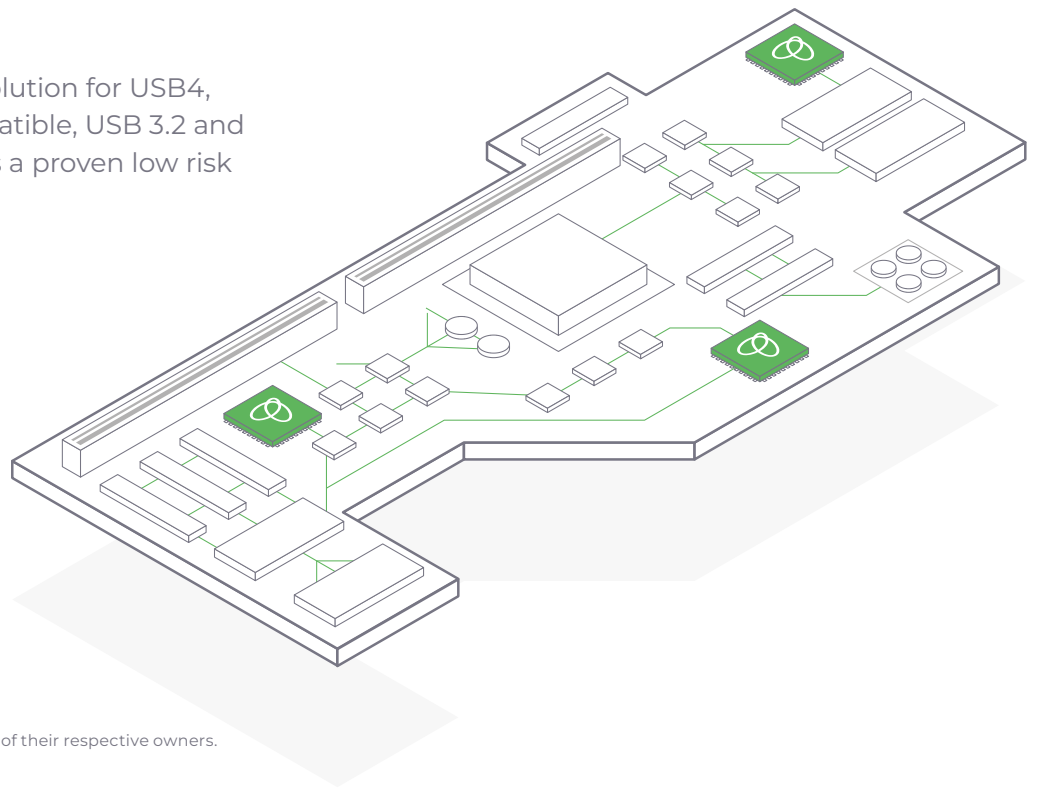 lution for USB4,
atible, USB 3.2 and
s a proven low risk
of their respective owners.